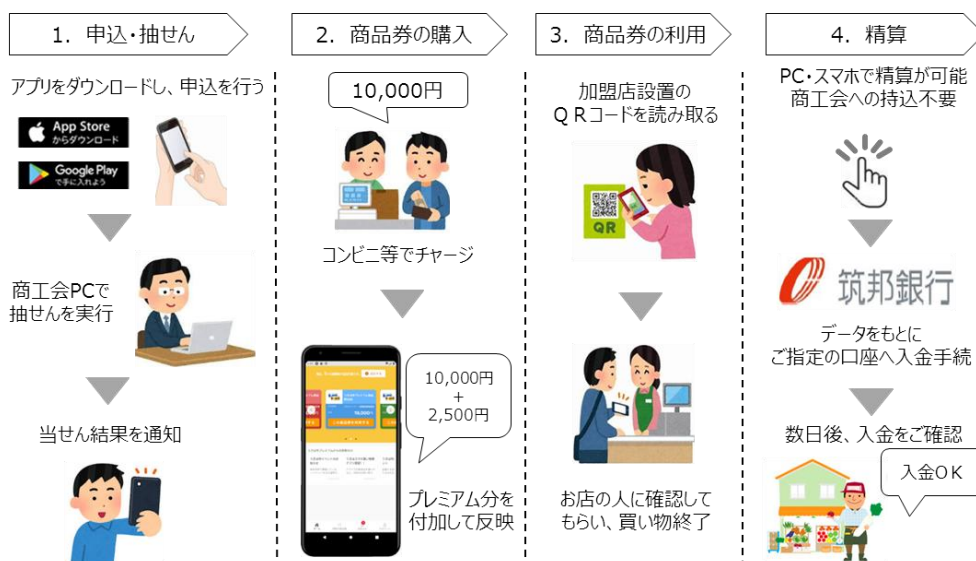 1. 申込・抽せん
アプリをダウンロードし、申込を行う
App Store
からダウンロード
Google Play
で手に入れよう
商工会PCで
抽せんを実行
当せん結果を通知
2. 商品券の購入
10,000円
コンビニ等でチャージ
10,000円
+
2,500円
プレミアム分を
付加して反映
3. 商品券の利用
加盟店設置の
QRコードを読み取る
QR
お店の人に確認して
もらい、買い物終了
4. 精算
PC・スマホで精算が可能
商工会への持込不要
筑邦銀行
データをもとに
ご指定の口座へ入金手続
数日後、入金をご確認
入金OK